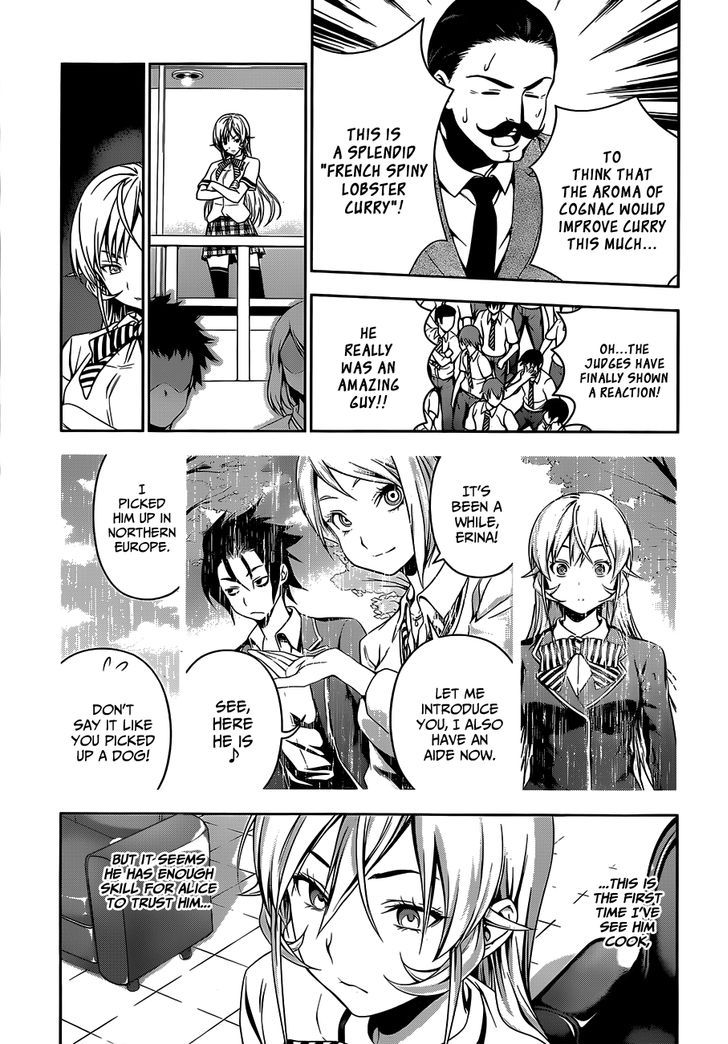 TO
THINK THAT
THE AROMA OF
COGNAC WOULD
IMPROVE CURRY
THIS MUCH...
THIS IS
A SPLENDID
"FRENCH SPINY
LOBSTER
CURRY"!
OH...THE
JUDGES HAVE
FINALLY SHOWN
A REACTION!
HE
REALLY
WAS AN
AMAZING
GUY!!
IT'S
BEEN A
WHILE,
ERINA!
LET ME
INTRODUCE
YOU, I ALSO
HAVE AN
AIDE NOW.
SEE,
HERE
HE IS
♪
I
PICKED
HIM UP IN
NORTHERN
EUROPE.
DON'T
SAY IT LIKE
YOU PICKED
UP A DOG!
...THIS IS
THE FIRST
TIME I'VE
SEE HIM
COOK,
BUT IT SEEMS
HE HAS ENOUGH
SKILL FOR ALICE
TO TRUST HIM...